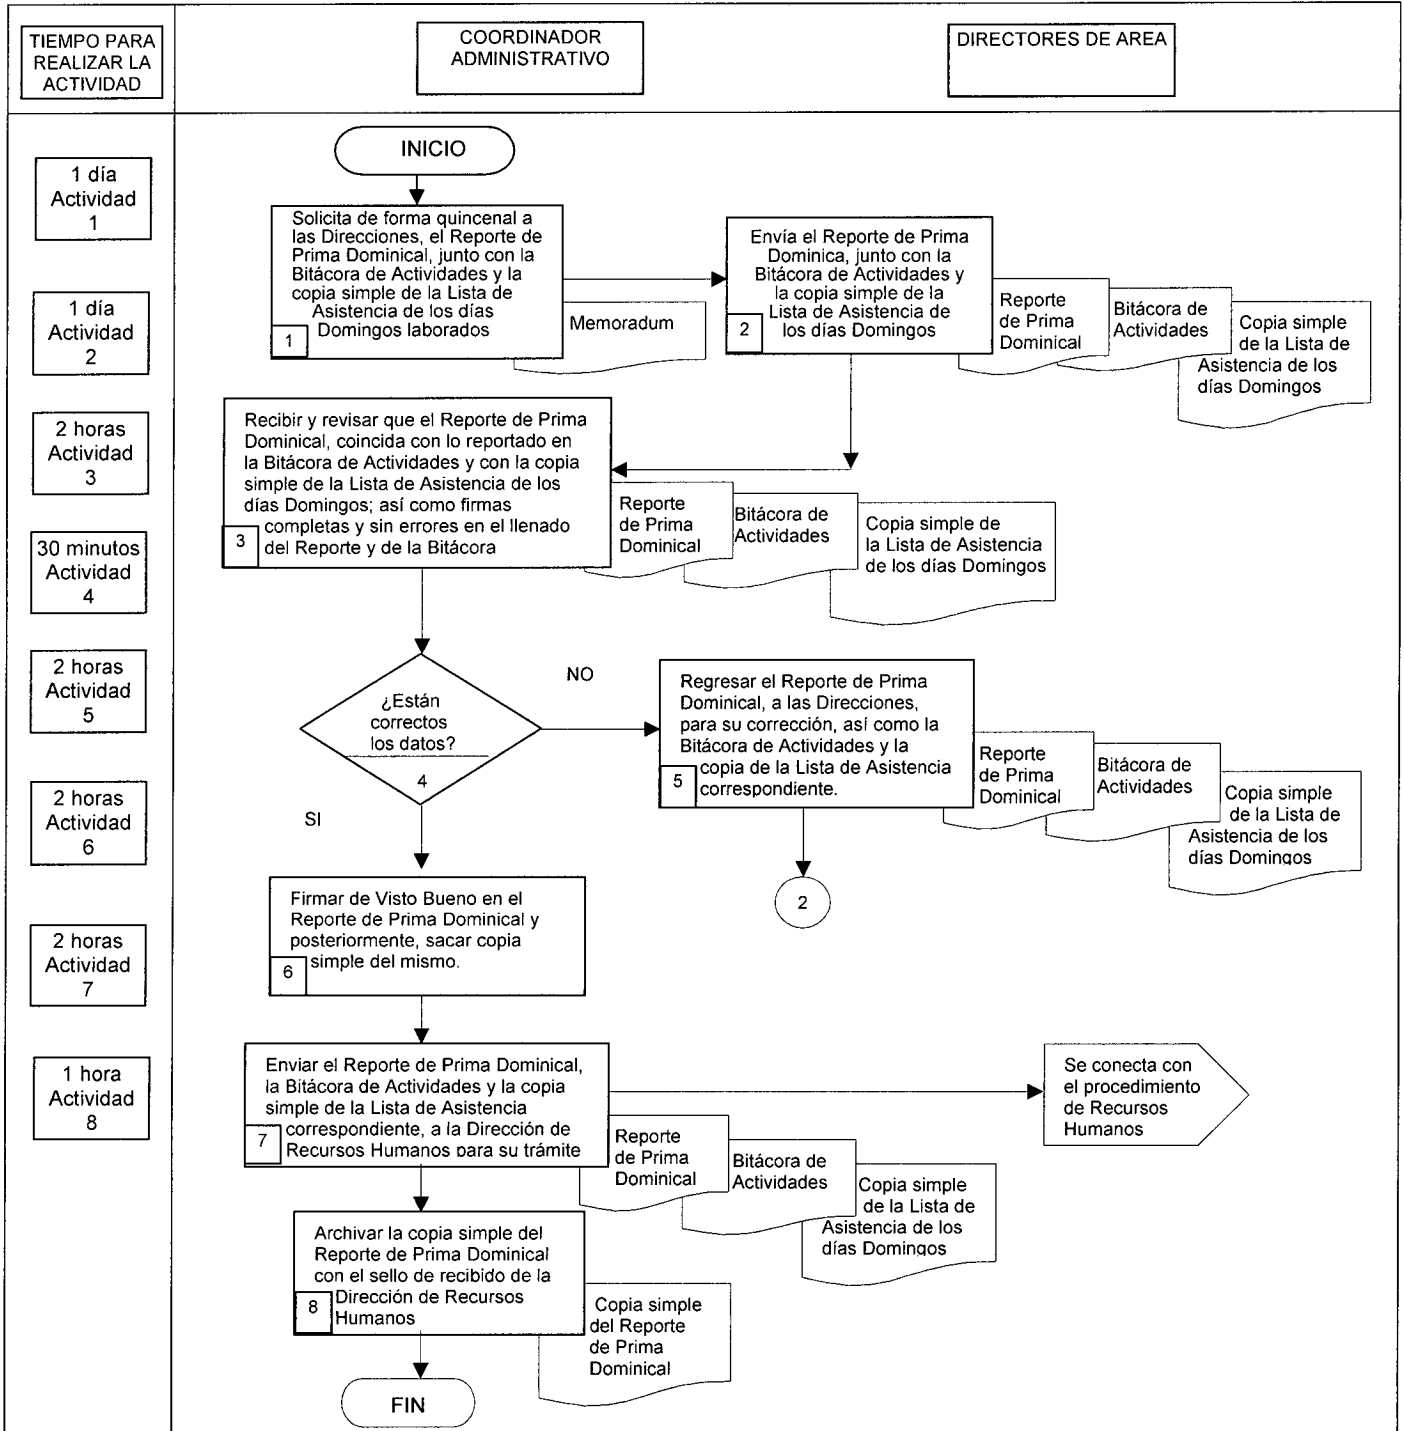 TIEMPO PARA
REALIZAR LA
ACTIVIDAD
COORDINADOR
ADMINISTRATIVO
DIRECTORES DE AREA
1 día
Actividad
1
1 día
Actividad
2
2 horas
Actividad
3
30 minutos
Actividad
4
2 horas
Actividad
5
2 horas
Actividad
6
2 horas
Actividad
7
1 hora
Actividad
8
INICIO
Solicita de forma quincenal a
las Direcciones, el Reporte de
Prima Dominical, junto con la
Bitácora de Actividades y la
copia simple de la Lista de
Asistencia de los días
Domingos laborados
1
Memoradum
Envía el Reporte de Prima
Dominica, junto con la
Bitácora de Actividades y
la copia simple de la
Lista de Asistencia de
los días Domingos
2
Reporte
de Prima
Dominical
Bitácora de
Actividades
Copia simple
de la Lista de
Asistencia de los
días Domingos
Recibir y revisar que el Reporte de Prima
Dominical, coincida con lo reportado en
la Bitácora de Actividades y con la copia
simple de la Lista de Asistencia de los
días Domingos; así como firmas
completas y sin errores en el llenado
del Reporte y de la Bitácora
3
Reporte
de Prima
Dominical
Bitácora de
Actividades
Copia simple de
la Lista de Asistencia
de los días Domingos
¿Están
correctos
los datos?
4
NO
SI
Regresar el Reporte de Prima
Dominical, a las Direcciones,
para su corrección, así como la
Bitácora de Actividades y la
copia de la Lista de Asistencia
correspondiente.
5
Reporte
de Prima
Dominical
Bitácora de
Actividades
Copia simple
de la Lista de
Asistencia de los
días Domingos
2
Firmar de Visto Bueno en el
Reporte de Prima Dominical y
posteriormente, sacar copia
simple del mismo.
6
Enviar el Reporte de Prima Dominical,
la Bitácora de Actividades y la copia
simple de la Lista de Asistencia
correspondiente, a la Dirección de
Recursos Humanos para su trámite
7
Se conecta con
el procedimiento
de Recursos
Humanos
Reporte
de Prima
Dominical
Bitácora de
Actividades
Copia simple
de la Lista de
Asistencia de los
días Domingos
Archivar la copia simple del
Reporte de Prima Dominical
con el sello de recibido de la
Dirección de Recursos
Humanos
8
Copia simple
del Reporte
de Prima
Dominical
FIN